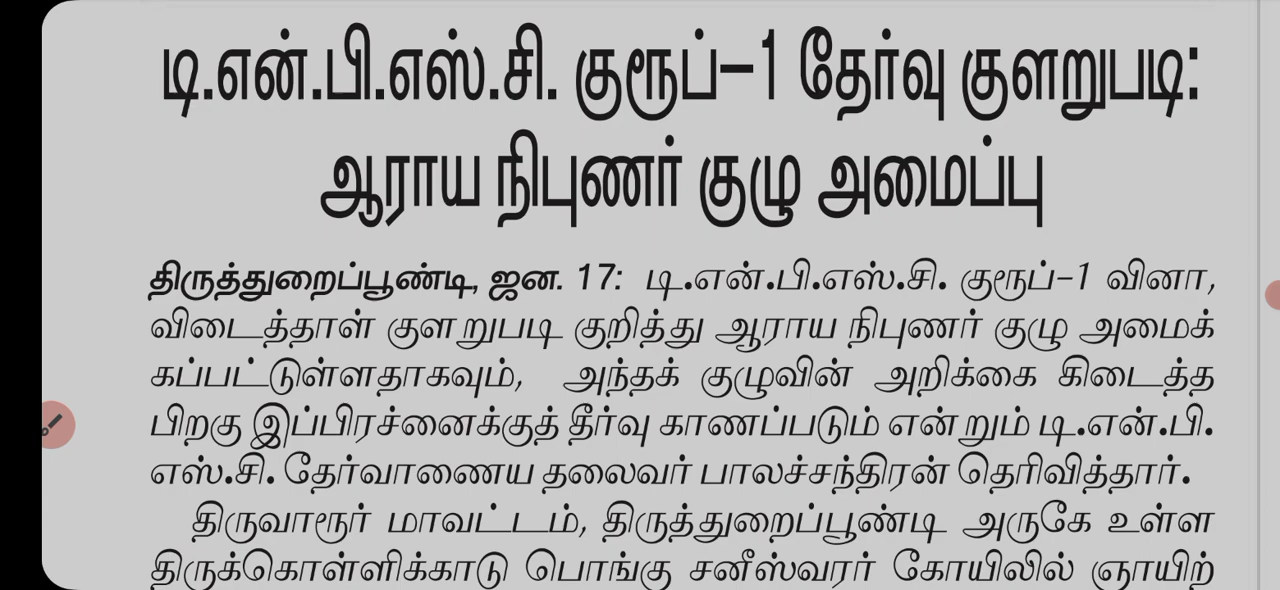 டி.என்.பி.எஸ்.சி. குரூப்–1 தேர்வு குளறுபடி:
ஆராய நிபுணர் குழு அமைப்பு
திருத்துறைப்பூண்டி, ஜன. 17: டி.என்.பி.எஸ்.சி. குரூப்–1 வினா,
விடைத்தாள் குளறுபடி குறித்து ஆராய நிபுணர் குழு அமைக்
கப்பட்டுள்ளதாகவும், அந்தக் குழுவின் அறிக்கை கிடைத்த
பிறகு இப்பிரச்னைக்குத் தீர்வு காணப்படும் என்றும் டி.என்.பி.
எஸ்.சி. தேர்வாணைய தலைவர் பாலச்சந்திரன் தெரிவித்தார்.
திருவாரூர் மாவட்டம், திருத்துறைப்பூண்டி அருகே உள்ள
திருக்கொள்ளிக்காடு பொங்கு சனீஸ்வரர் கோயிலில் ஞாயிற்